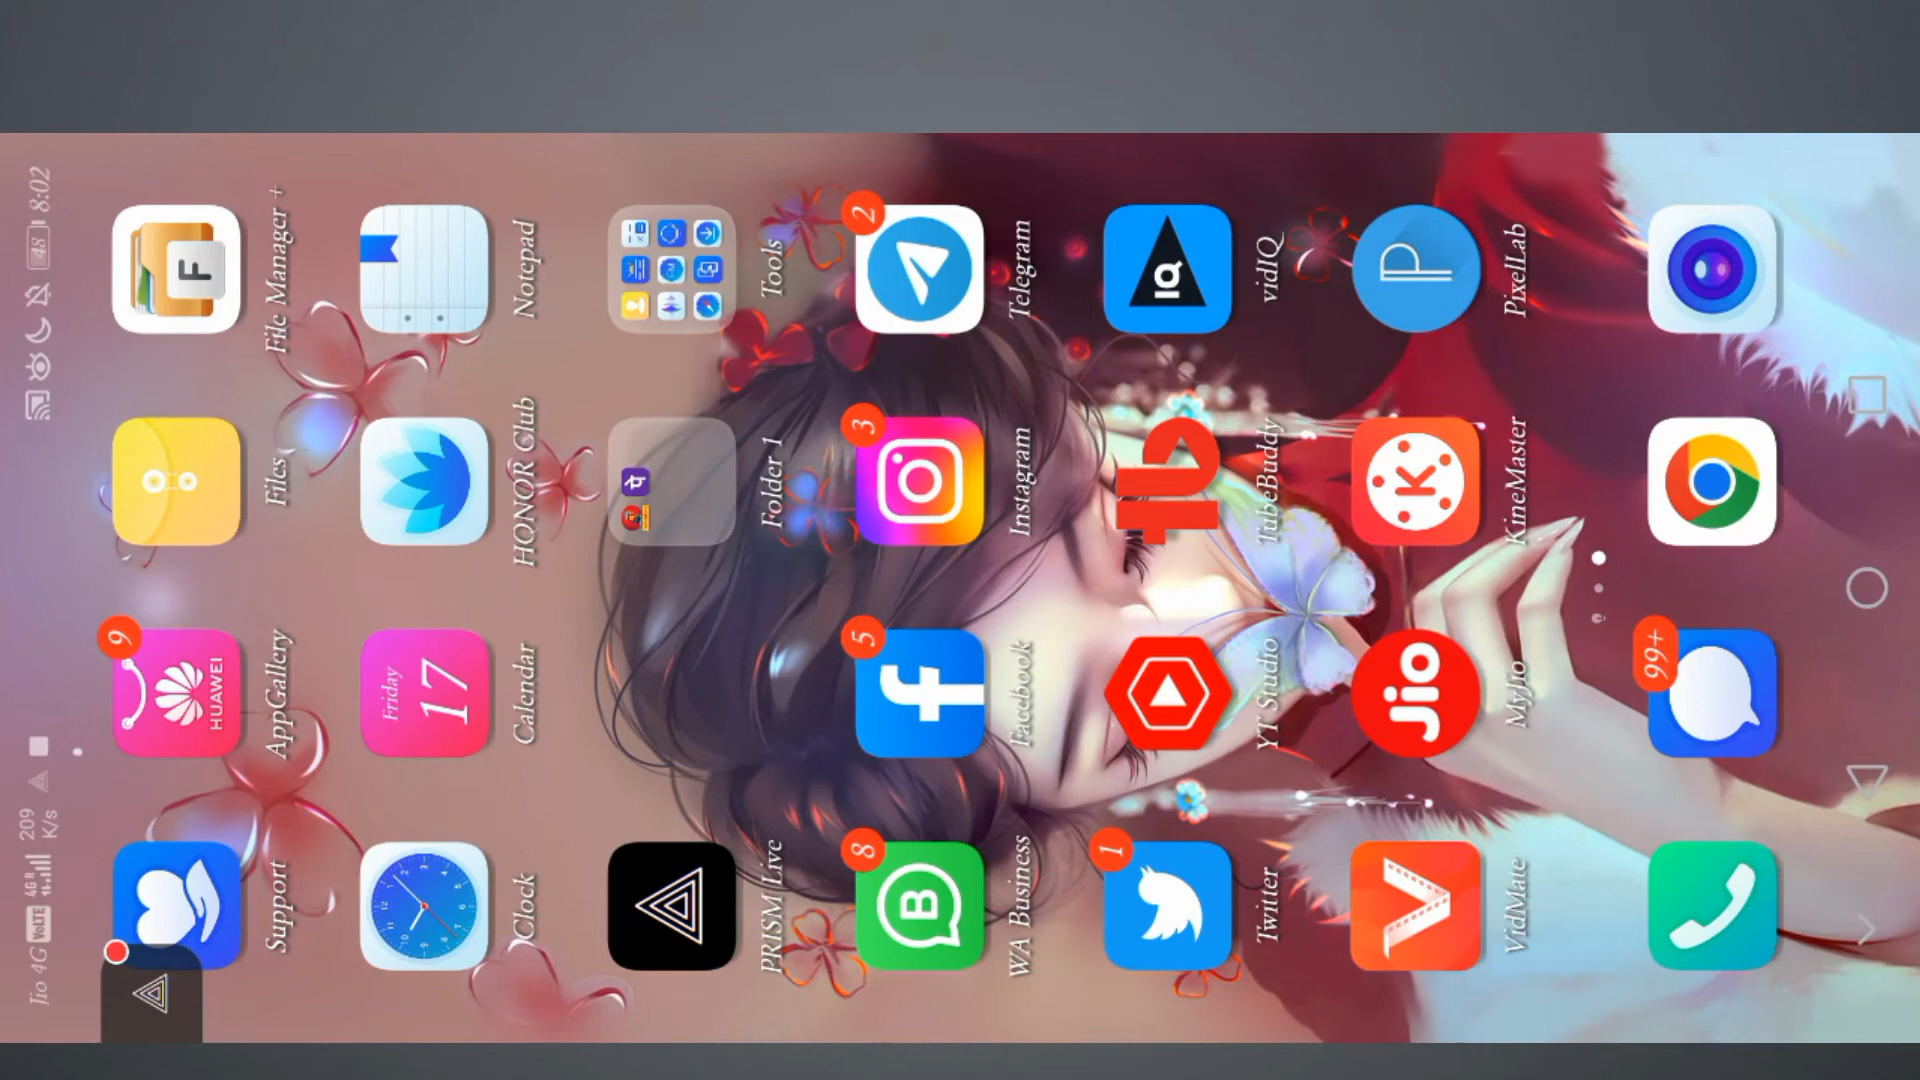 Jio 4G VoLTE 4G R 209 K/s 48 8:02
9
HUAWEI
F
Support
AppGallery
Files
File Manager +
Friday
17
Clock
Calendar
HONOR Club
Notepad
PRISM Live
Folder 1
Tools
8
5
3
2
B
WA Business
Facebook
Instagram
Telegram
1
IQ
Twitter
YT Studio
TubeBuddy
vidIQ
Jio
K
P
VidMate
MyJio
KineMaster
PixelLab
99+